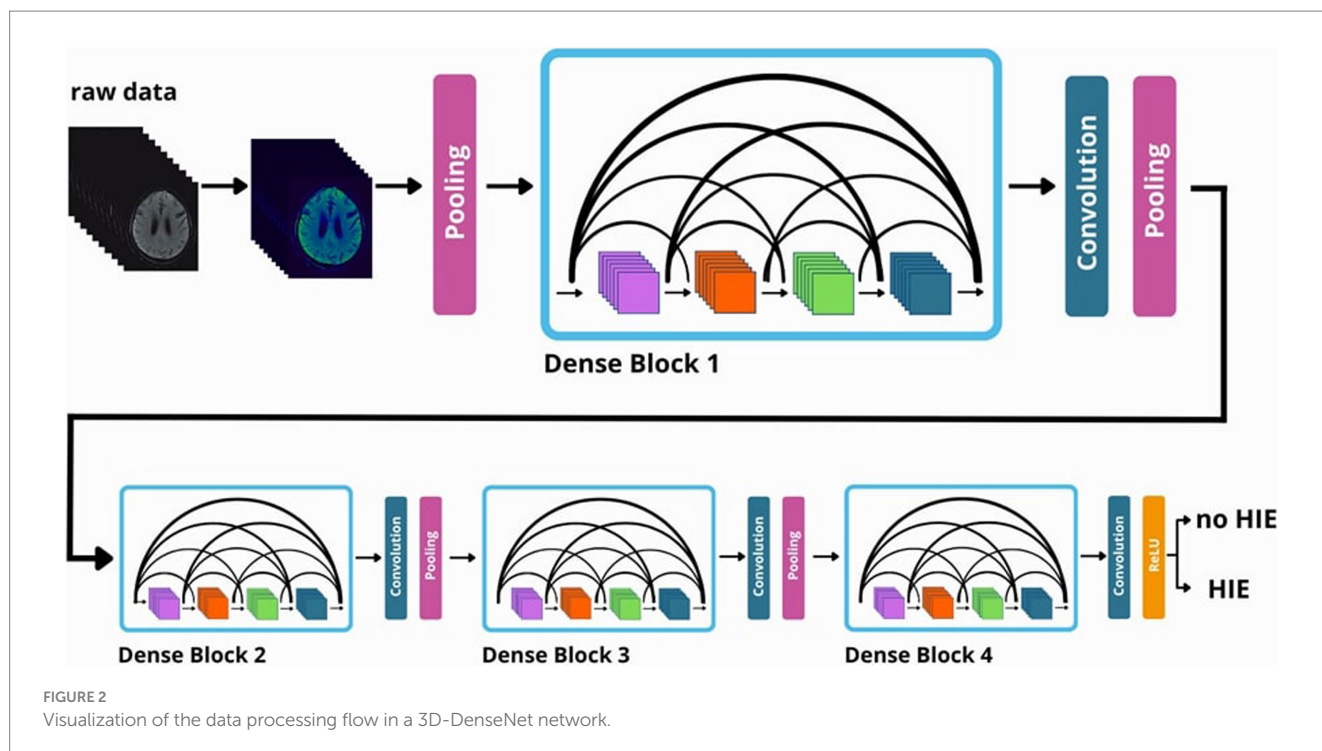 raw data
Pooling
Dense Block 1
Convolution
Pooling
Dense Block 2
Convolution
Pooling
Dense Block 3
Convolution
Pooling
Dense Block 4
Convolution
ReLU
no HIE
HIE
FIGURE 2
Visualization of the data processing flow in a 3D-DenseNet network.